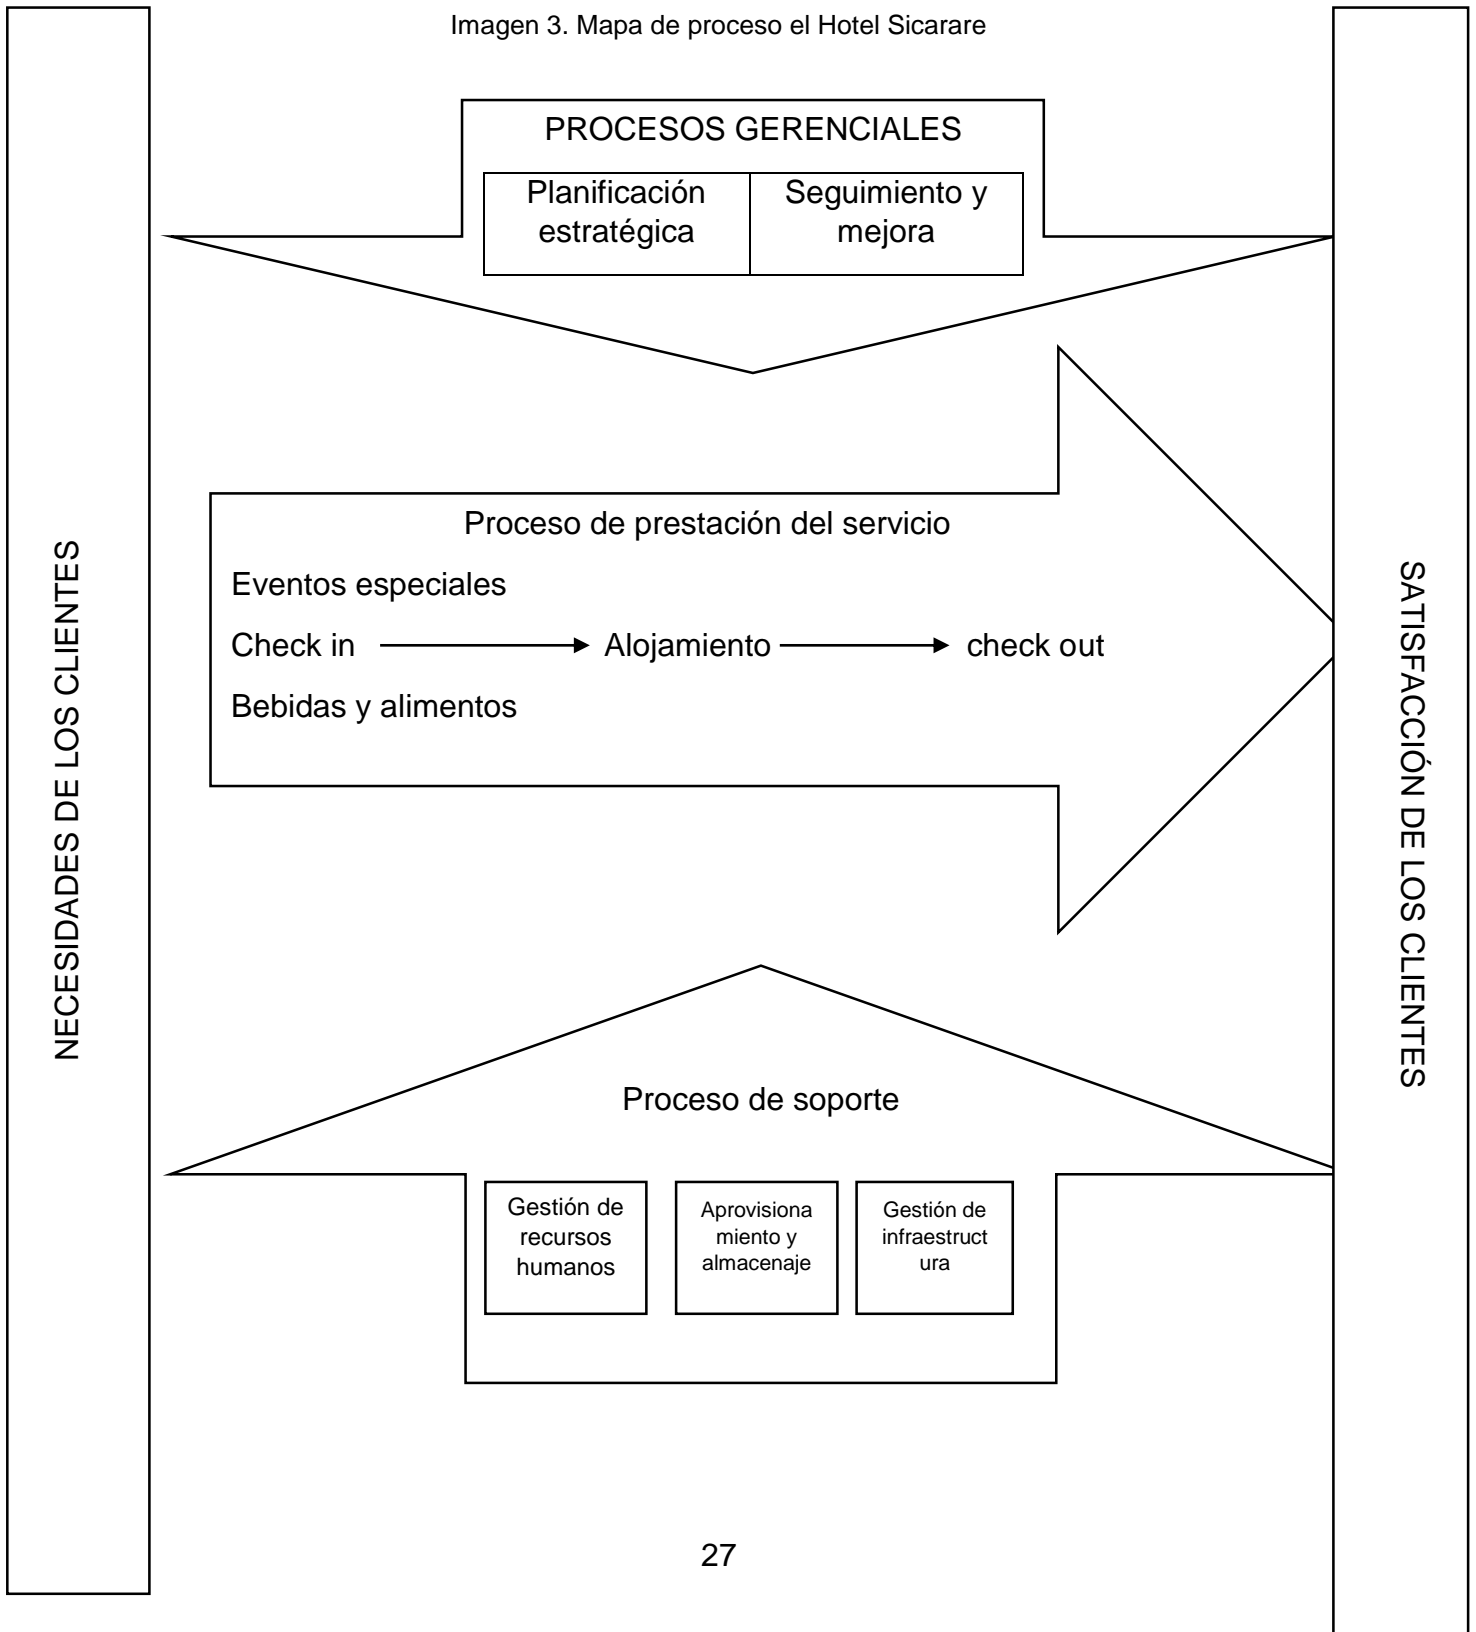 Imagen 3. Mapa de proceso el Hotel Sicarare
PROCESOS GERENCIALES
Planificación
estratégica
Seguimiento y
mejora
NECESIDADES DE LOS CLIENTES
Proceso de prestación del servicio
Eventos especiales
Check in
Alojamiento
check out
Bebidas y alimentos
SATISFACCIÓN DE LOS CLIENTES
Proceso de soporte
Gestión de
recursos
humanos
Aprovisiona
miento y
almacenaje
Gestión de
infraestruct
ura
27